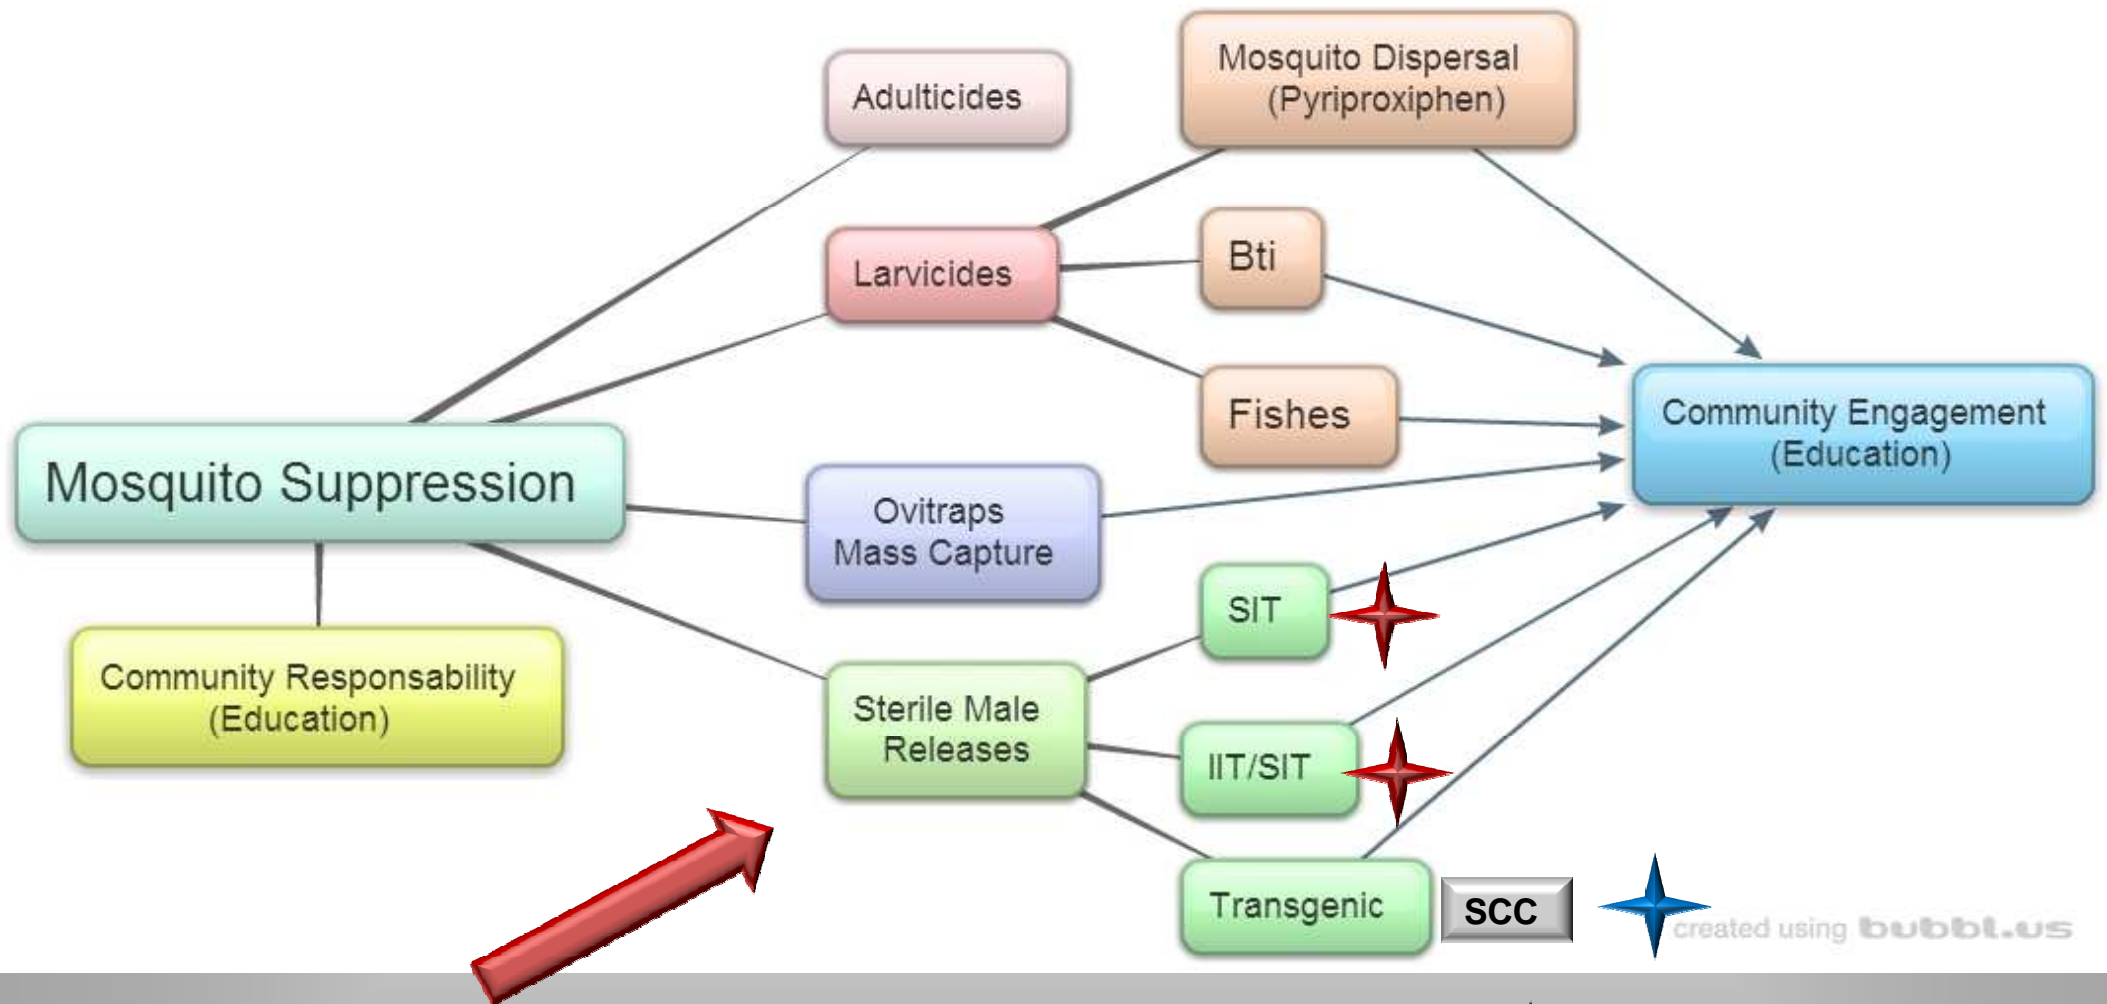 Mosquito Dispersal
(Pyriproxiphen)
Adulticides
Bti
Larvicides
Fishes
Community Engagement
(Education)
Mosquito Suppression
Ovitraps
Mass Capture
SIT
Community Responsability
(Education)
Sterile Male
Releases
IIT/SIT
Transgenic
SCC
created using bubbl.us